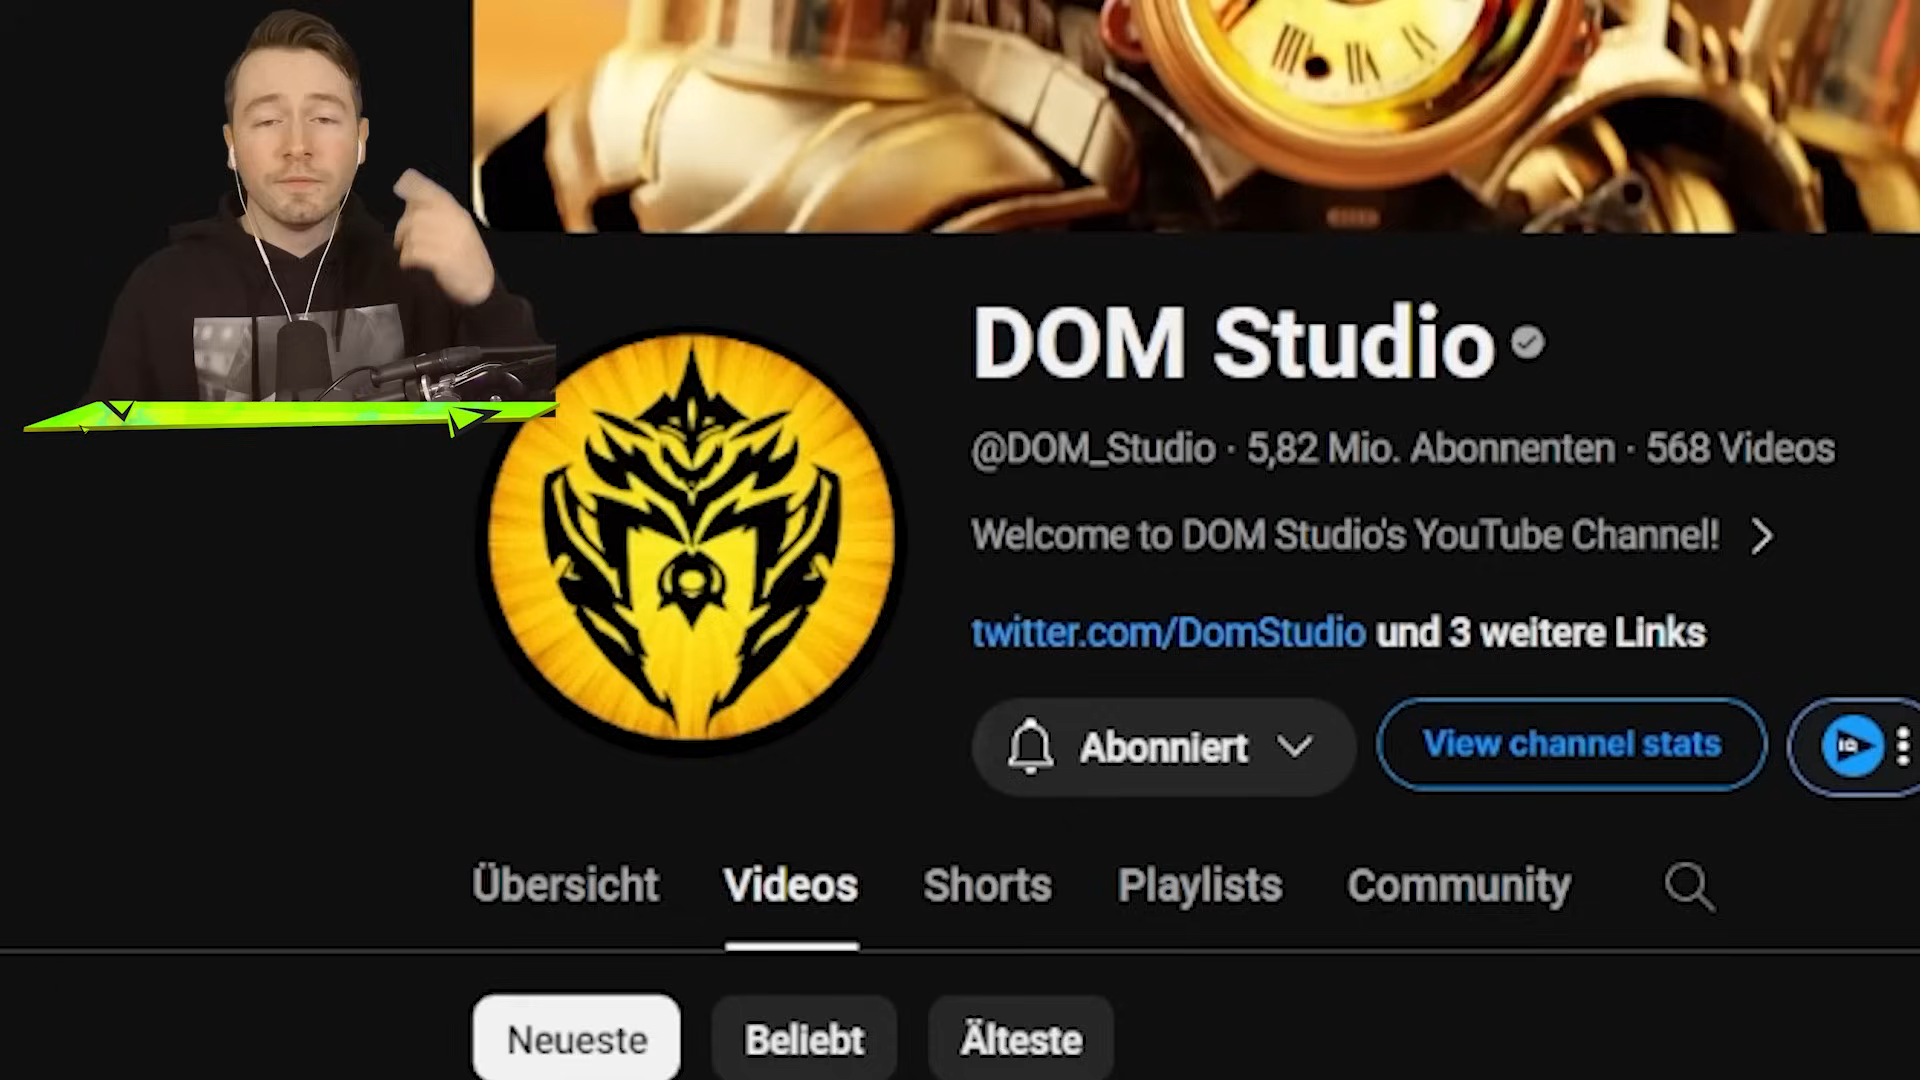 DOM Studio
@DOM_Studio · 5,82 Mio. Abonnenten · 568 Videos
Welcome to DOM Studio's YouTube Channel!
twitter.com/DomStudio und 3 weitere Links
Abonniert
View channel stats
Übersicht
Videos
Shorts
Playlists
Community
Neueste
Beliebt
Älteste